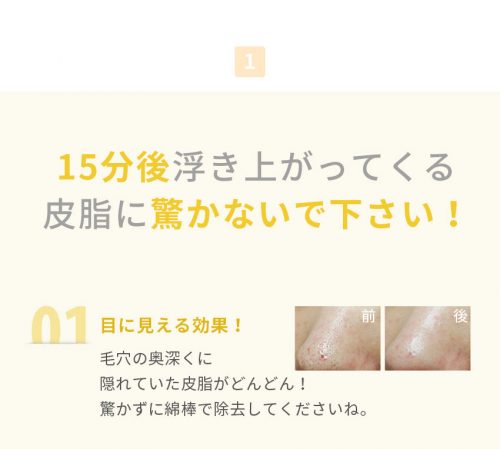 1
15分後浮き上がってくる
皮脂に驚かないで下さい！
01
目に見える効果！
前
後
毛穴の奥深くに
隠れていた皮脂がどんどん！
驚かずに綿棒で除去してくださいね。